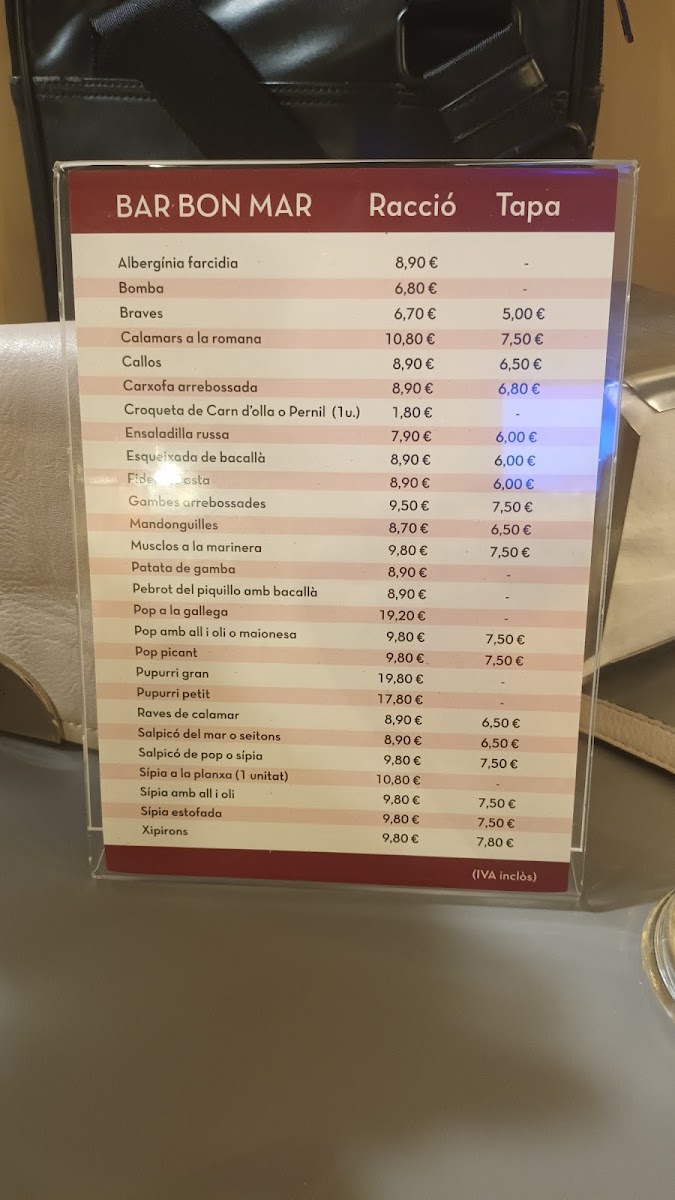 BAR BON MAR Racció Tapa
Albergínia farcidia 8,90 € -
Bomba 6,80 € -
Braves 6,70 € 5,00 €
Calamars a la romana 10,80 € 7,50 €
Callos 8,90 € 6,50 €
Carxofa arrebossada 8,90 € 6,80 €
Croqueta de Carn d'olla o Pernil (1u.) 1,80 € -
Ensaladilla russa 7,90 € 6,00 €
Esqueixada de bacallà 8,90 € 6,00 €
8,90 € 6,00 €
Gambes arrebossades 9,50 € 7,50 €
Mandonguilles 8,70 € 6,50 €
Musclos a la marinera 9,80 € 7,50 €
Patata de gamba 8,90 € -
Pebrot del piquillo amb bacallà 8,90 € -
Pop a la gallega 19,20 € -
Pop amb all i oli o maionesa 9,80 € 7,50 €
Pop picant 9,80 € 7,50 €
Pupurri gran 19,80 € -
Pupurri petit 17,80 € -
Raves de calamar 8,90 € 6,50 €
Salpicó del mar o seitons 8,90 € 6,50 €
Salpicó de pop o sípia 9,80 € 7,50 €
Sípia a la planxa (1 unitat) 10,80 € -
Sípia amb all i oli 9,80 € 7,50 €
Sípia estofada 9,80 € 7,50 €
Xipirons 9,80 € 7,80 €
(IVA inclòs)